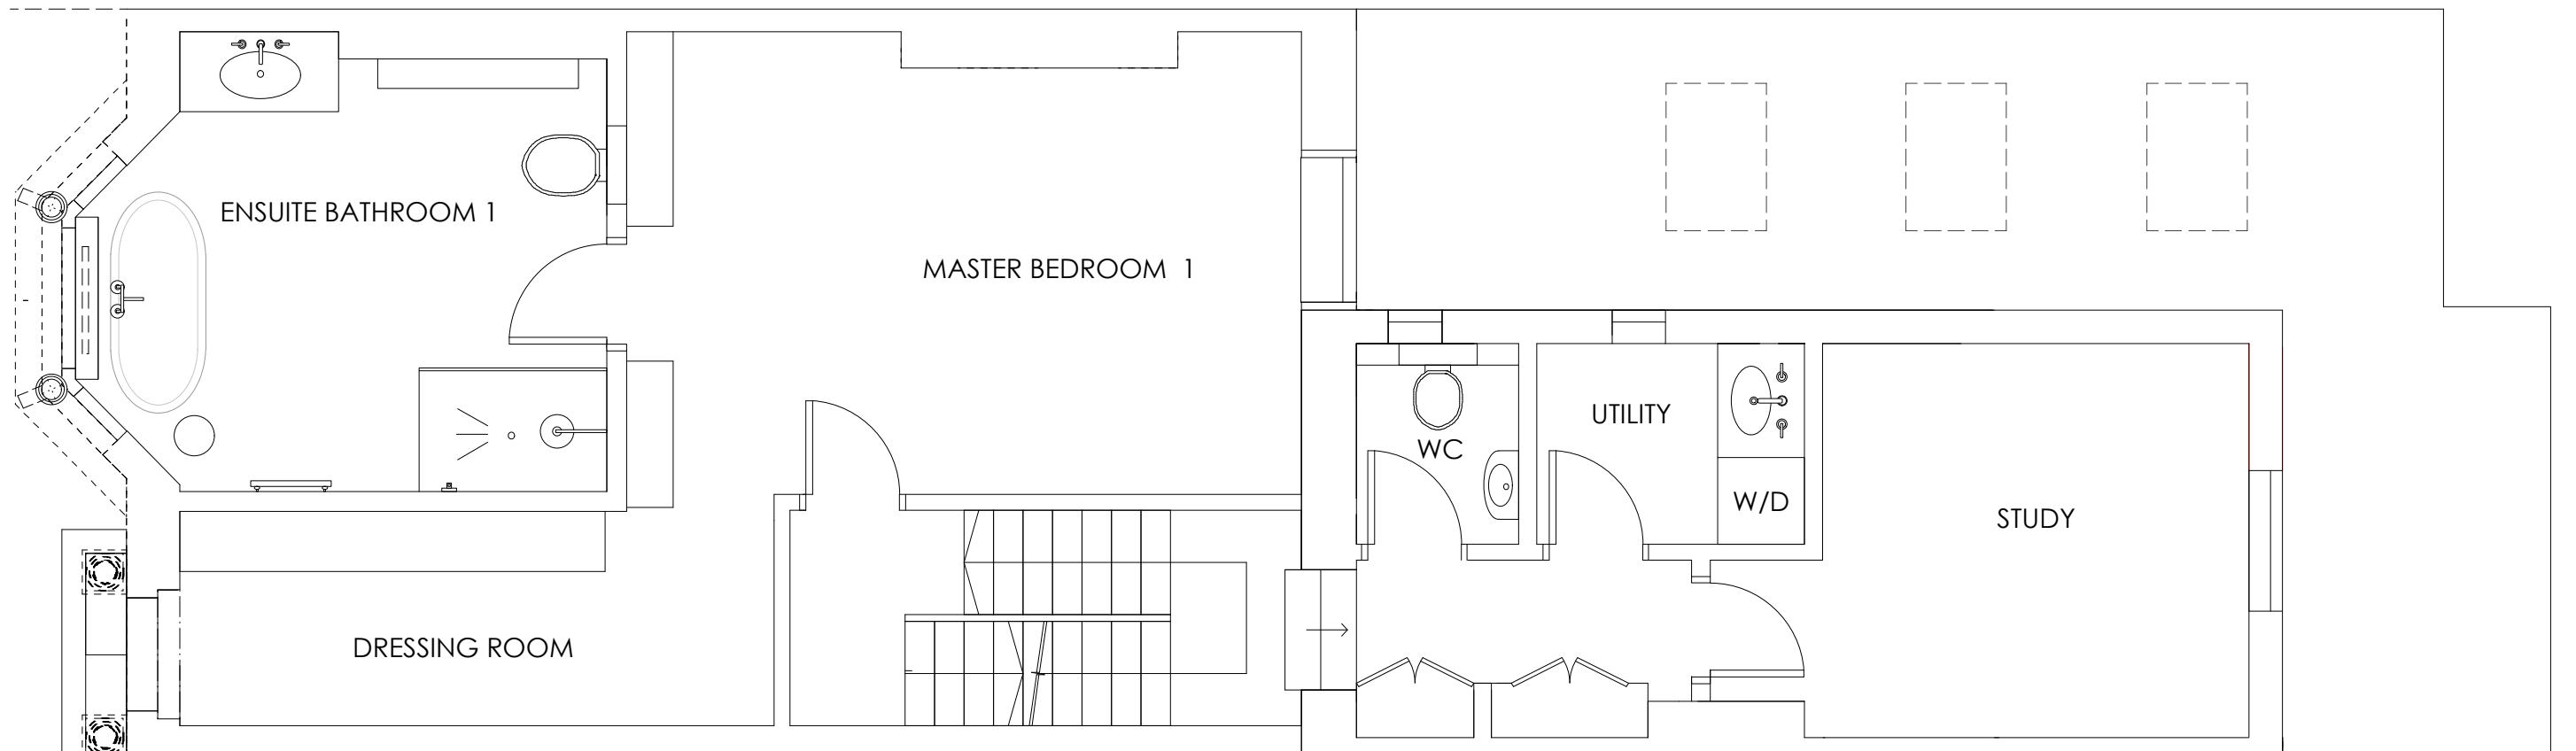 ENSUITE BATHROOM 1
MASTER BEDROOM 1
UTILITY
WC
W/D
STUDY
DRESSING ROOM